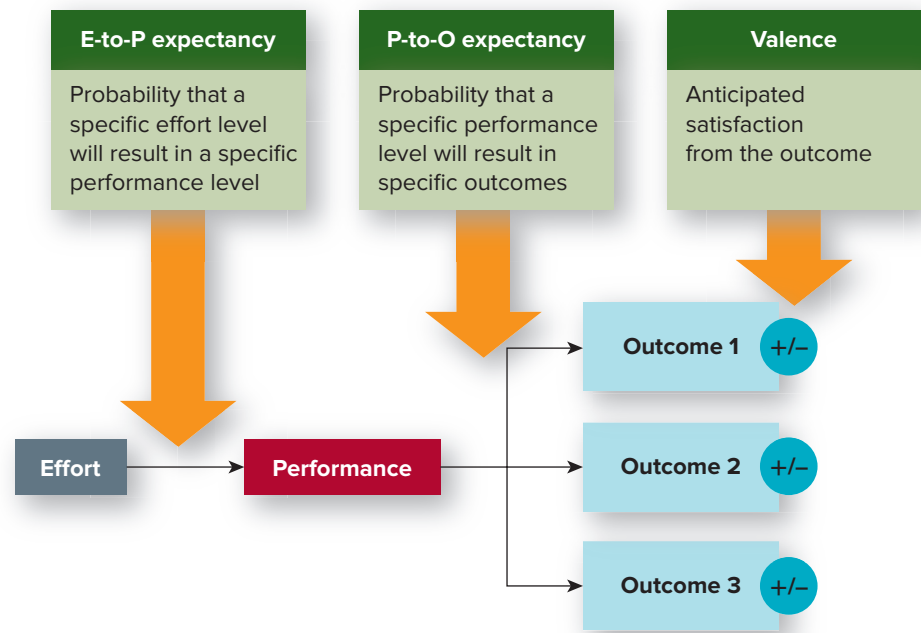 E-to-P expectancy
Probability that a
specific effort level
will result in a specific
performance level
P-to-O expectancy
Probability that a
specific performance
level will result in
specific outcomes
Valence
Anticipated
satisfaction
from the outcome
Effort
Performance
Outcome 1
+/–
Outcome 2
+/–
Outcome 3
+/–